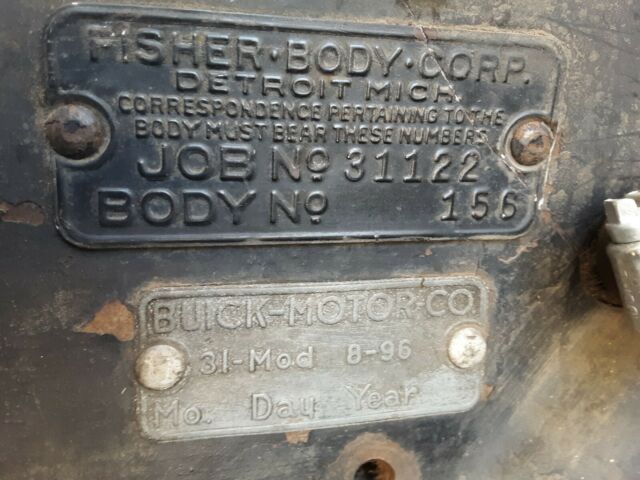 FISHER·BODY·CORP.
DETROIT MICH.
CORRESPONDENCE PERTAINING TO THE
BODY MUST BEAR THESE NUMBERS
JOB No 31122
BODY No 156
BUICK-MOTOR-CO
31-Mod 8-96
Mo. Day Year